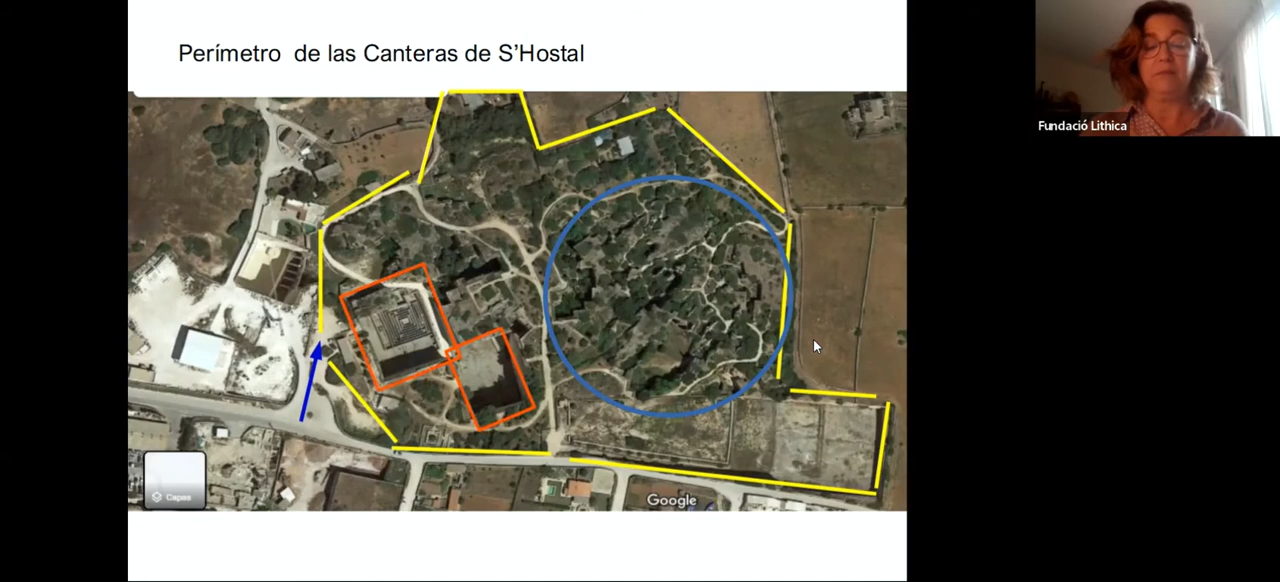 Perímetro  de las Canteras de S’Hostal
Fundació Lithica
Capas
Google